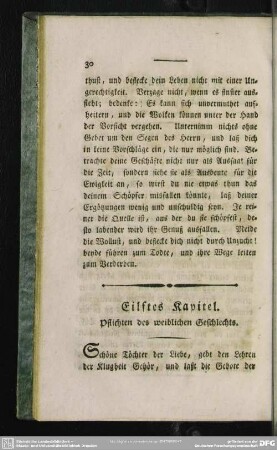 30
thust, und beflecke dein Leben nicht mit einer Un-
gerechtigkeit. Verzage nicht, wenn es finster aus-
sieht; bedenke: Es kann sich unvermuthet auf-
heitern, und die Wolken können unter der Hand
der Vorsicht vergehen. Unternimm nichts ohne
Gebet um den Segen des Herrn, und laß dich
in keine Vorschläge ein, die nur möglich sind. Be-
trachte deine Geschäfte nicht nur als Aussaat für
die Zeit, sondern siehe sie als Ausbeute für die
Ewigkeit an, so wirst du nie etwas thun das
deinem Schöpfer misfallen könnte, laß deiner
Ergözungen wenig und unschuldig seyn. Je rei-
ner die Quelle ist, aus der du sie schöpfest, de-
sto labender wird ihr Genuß ausfallen. Meide
die Wollust, und beflecke dich nicht durch Unzucht!
beyde führen zum Todte, und ihre Wege leiten
zum Verderben.
Eilftes Kapitel.
Pflichten des weiblichen Geschlechts.
Schöne Töchter der Liebe, gebt den Lehren
der Klugheit Gehör, und laßt die Gebote der